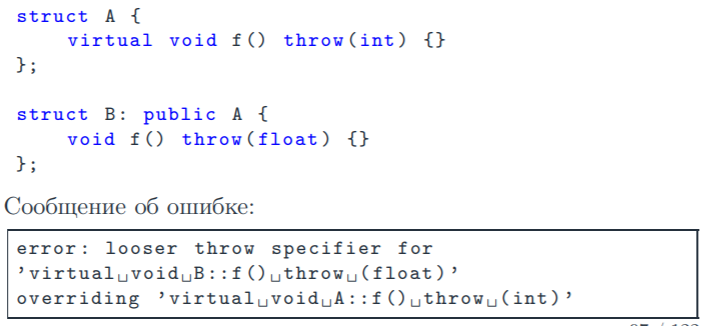 struct A {
    virtual void f() throw(int) {}
};
struct B: public A {
    void f() throw(float) {}
};
Сообщение об ошибке:
error: looser throw specifier for
'virtual␣void␣B::f()␣throw␣(float)'
overriding 'virtual␣void␣A::f()␣throw␣(int)'